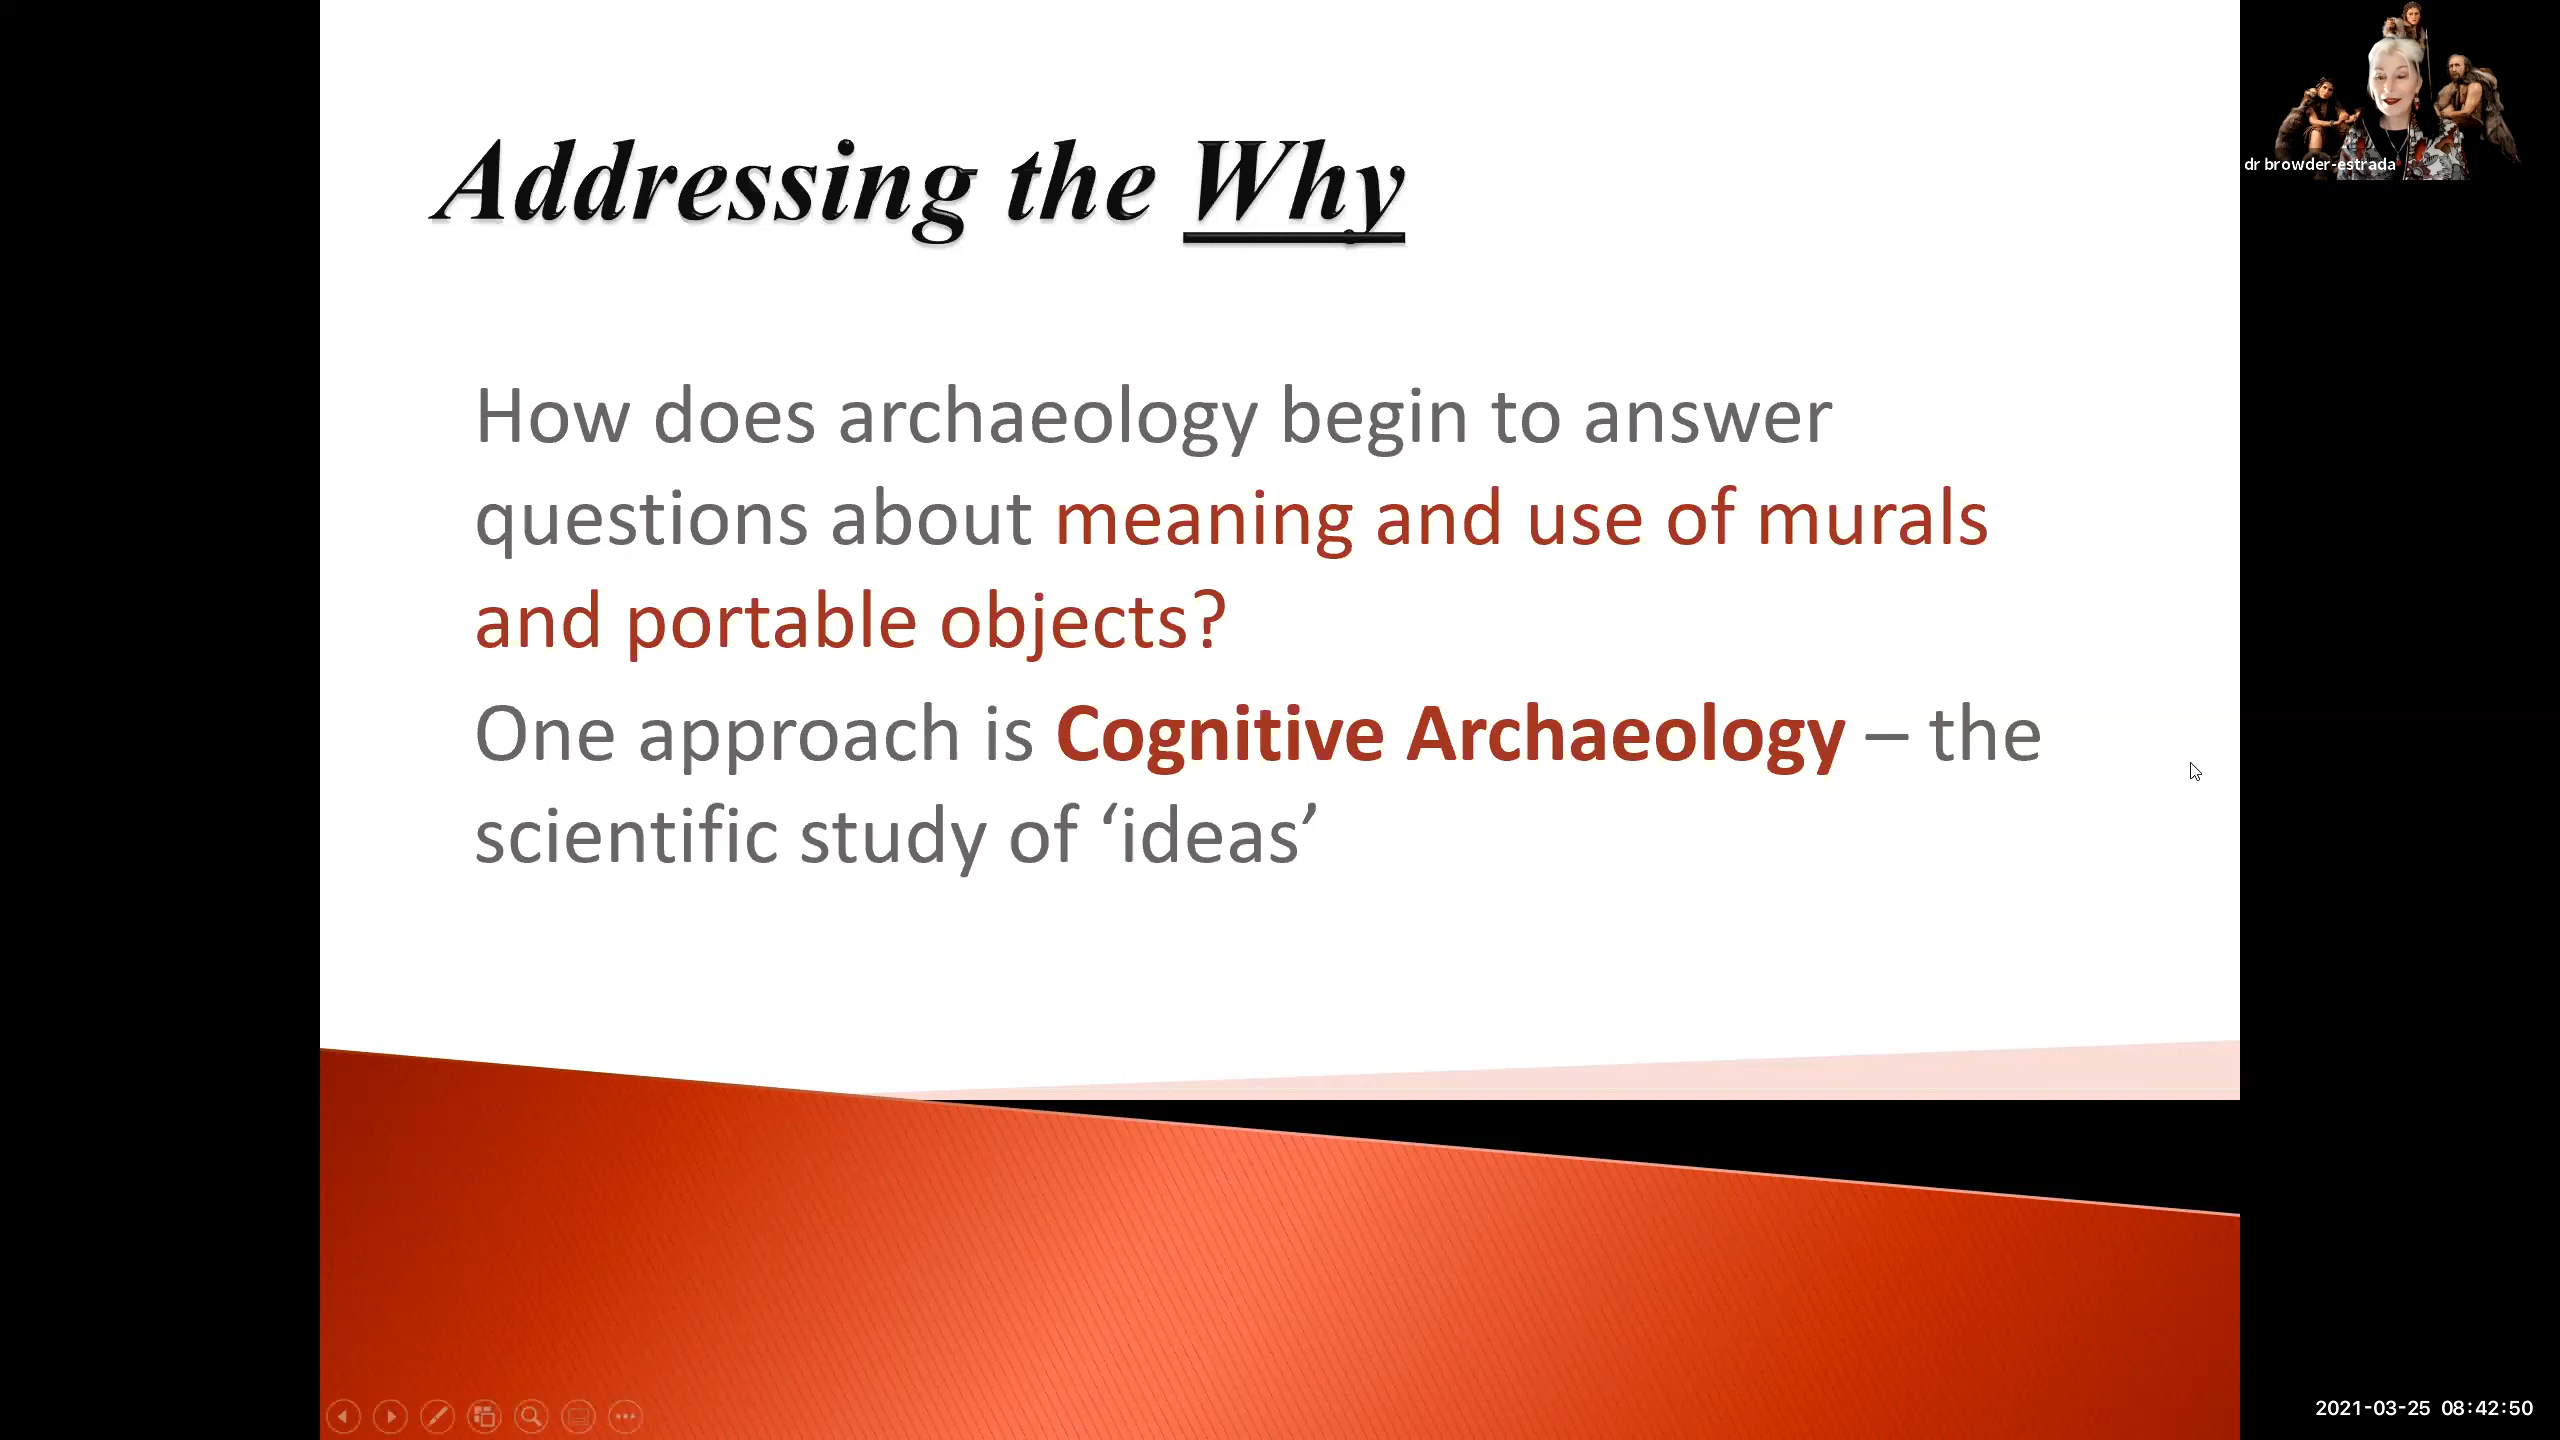 Addressing the Why
dr browder-estrada
How does archaeology begin to answer
questions about meaning and use of murals
and portable objects?
One approach is Cognitive Archaeology – the
scientific study of ‘ideas’
2021-03-25 08:42:50